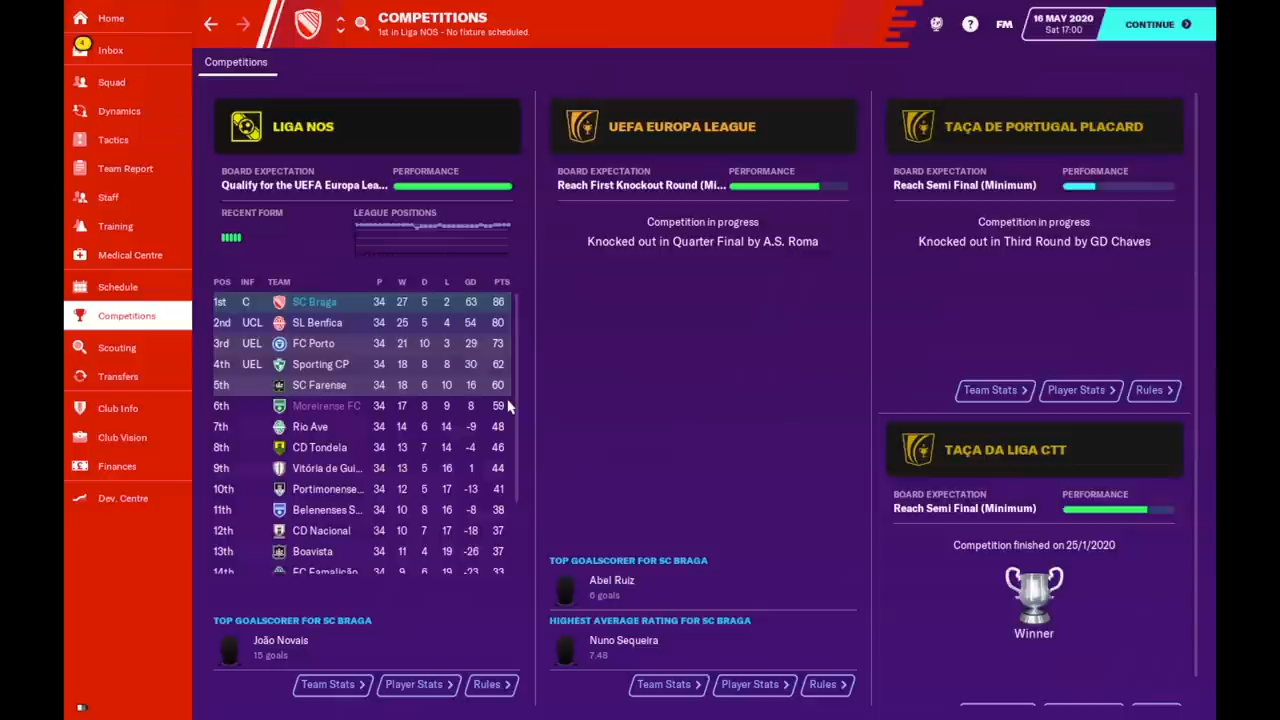 Home
4
Inbox
Squad
Dynamics
Tactics
Team Report
Staff
Training
Medical Centre
Schedule
Competitions
Scouting
Transfers
Club Info
Club Vision
Finances
Dev. Centre
COMPETITIONS
1st in Liga NOS - No fixture scheduled.
?
FM
16 MAY 2020
Sat 17:00
CONTINUE
Competitions
LIGA NOS
BOARD EXPECTATION PERFORMANCE
Qualify for the UEFA Europa Lea...
RECENT FORM LEAGUE POSITIONS
POS INF TEAM P W D L GD PTS
1st C SC Braga 34 27 5 2 63 86
2nd UCL SL Benfica 34 25 5 4 54 80
3rd UEL FC Porto 34 21 10 3 29 73
4th UEL Sporting CP 34 18 8 8 30 62
5th SC Farense 34 18 6 10 16 60
6th Moreirense FC 34 17 8 9 8 59
7th Rio Ave 34 14 6 14 -9 48
8th CD Tondela 34 13 7 14 -4 46
9th Vitória de Gui... 34 13 5 16 1 44
10th Portimonense... 34 12 5 17 -13 41
11th Belenenses S... 34 10 8 16 -8 38
12th CD Nacional 34 10 7 17 -18 37
13th Boavista 34 11 4 19 -26 37
14th FC Famalicão 34 9 6 19 -23 33
TOP GOALSCORER FOR SC BRAGA
João Novais
15 goals
Team Stats Player Stats Rules
UEFA EUROPA LEAGUE
BOARD EXPECTATION PERFORMANCE
Reach First Knockout Round (Mi...
Competition in progress
Knocked out in Quarter Final by A.S. Roma
TOP GOALSCORER FOR SC BRAGA
Abel Ruiz
6 goals
HIGHEST AVERAGE RATING FOR SC BRAGA
Nuno Sequeira
7.48
Team Stats Player Stats Rules
TAÇA DE PORTUGAL PLACARD
BOARD EXPECTATION PERFORMANCE
Reach Semi Final (Minimum)
Competition in progress
Knocked out in Third Round by GD Chaves
Team Stats Player Stats Rules
TAÇA DA LIGA CTT
BOARD EXPECTATION PERFORMANCE
Reach Semi Final (Minimum)
Competition finished on 25/1/2020
Winner